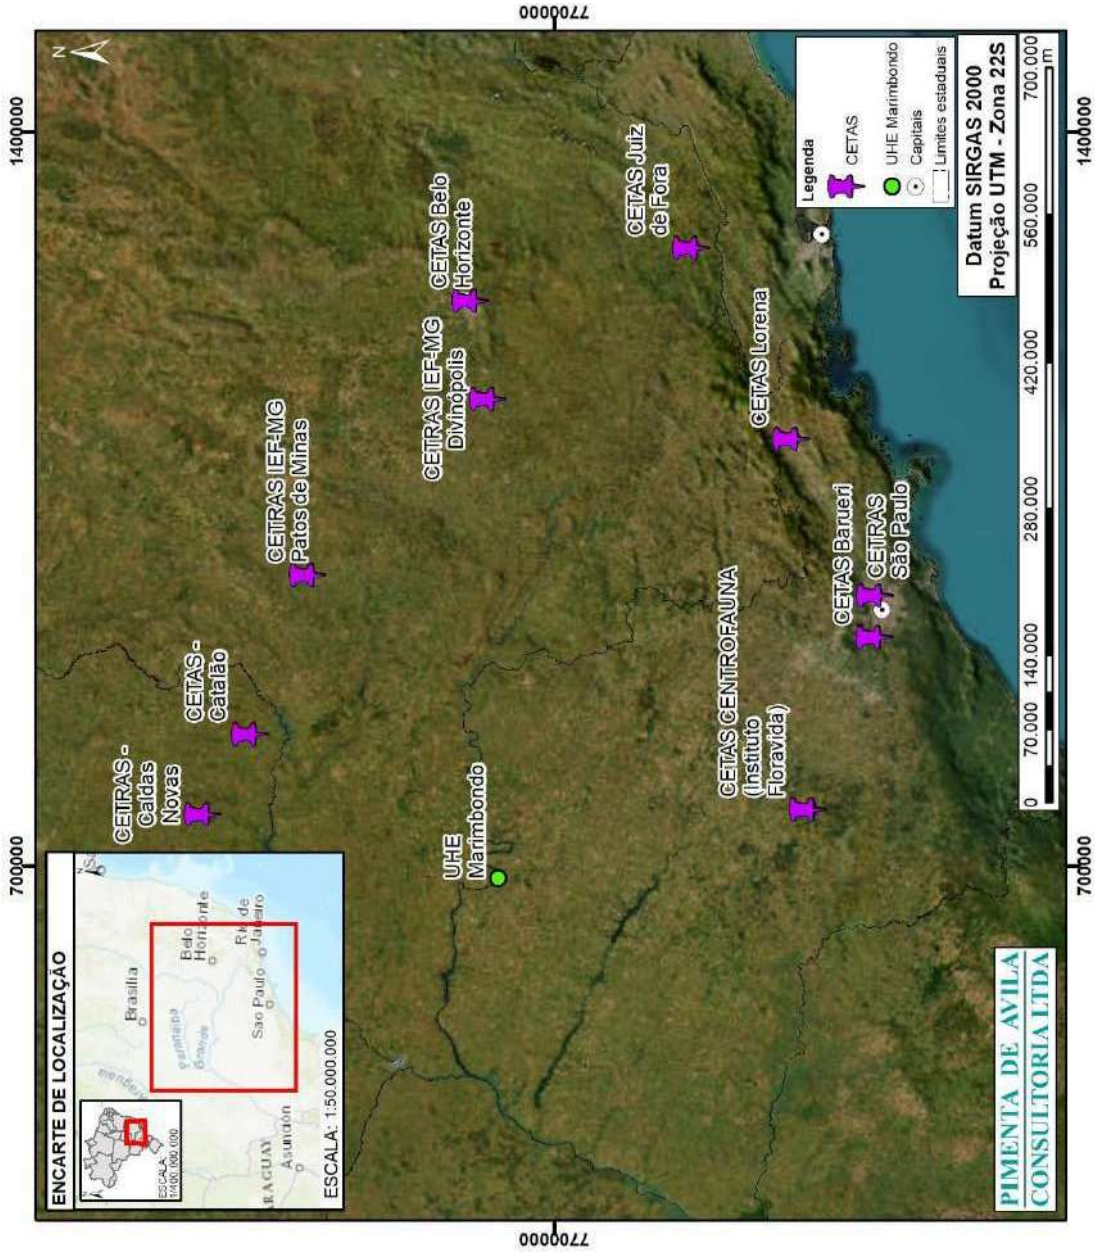 700000
1400000
ENCARTE DE LOCALIZAÇÃO
ESCALA:
1/400.000.000
Brasília
Belo
Horizonte
Paranaíba
Grande
Rio de
Janeiro
Sao Paulo
Asunción
ESCALA: 1:50.000.000
N
CETRAS -
Caldas
Novas
CETAS -
Catalão
CETRAS IEF-MG
Patos de Minas
CETRAS IEF-MG
Divinópolis
CETAS Belo
Horizonte
CETAS Juiz
de Fora
UHE
Marimbondo
CETAS CENTROFAUNA
(Instituto
Floravida)
CETAS Barueri
CETRAS
São Paulo
CETAS Lorena
7700000
7700000
Legenda
CETAS
UHE Marimbondo
Capitais
Limites estaduais
Datum SIRGAS 2000
Projeção UTM - Zona 22S
0 70.000 140.000 280.000 420.000 560.000 700.000
m
PIMENTA DE AVILA
CONSULTORIA LTDA
700000
1400000